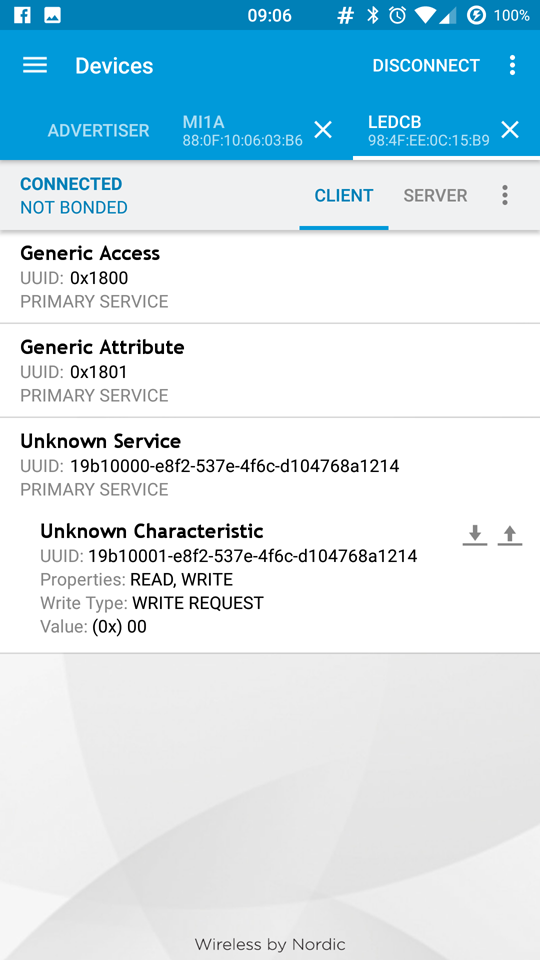 09:06
100%
Devices
DISCONNECT
ADVERTISER
MI1A
88:0F:10:06:03:B6
LEDCB
98:4F:EE:0C:15:B9
CONNECTED
NOT BONDED
CLIENT
SERVER
Generic Access
UUID: 0x1800
PRIMARY SERVICE
Generic Attribute
UUID: 0x1801
PRIMARY SERVICE
Unknown Service
UUID: 19b10000-e8f2-537e-4f6c-d104768a1214
PRIMARY SERVICE
Unknown Characteristic
UUID: 19b10001-e8f2-537e-4f6c-d104768a1214
Properties: READ, WRITE
Write Type: WRITE REQUEST
Value: (0x) 00
Wireless by Nordic